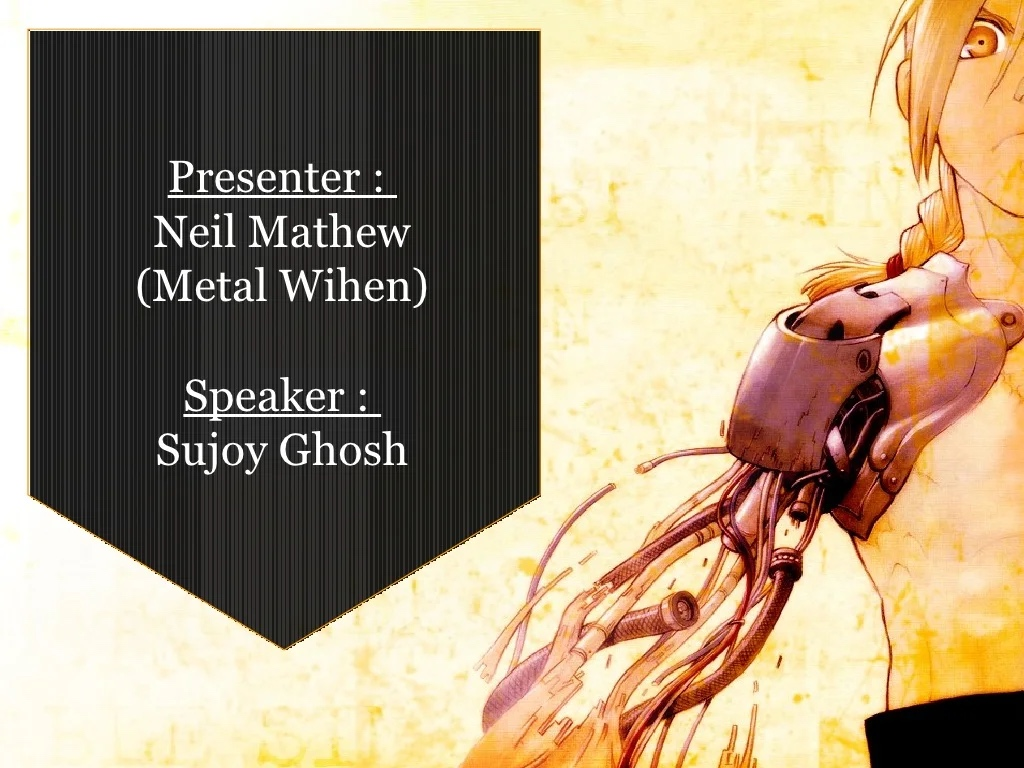 Presenter :
Neil Mathew
(Metal Wihen)
Speaker :
Sujoy Ghosh